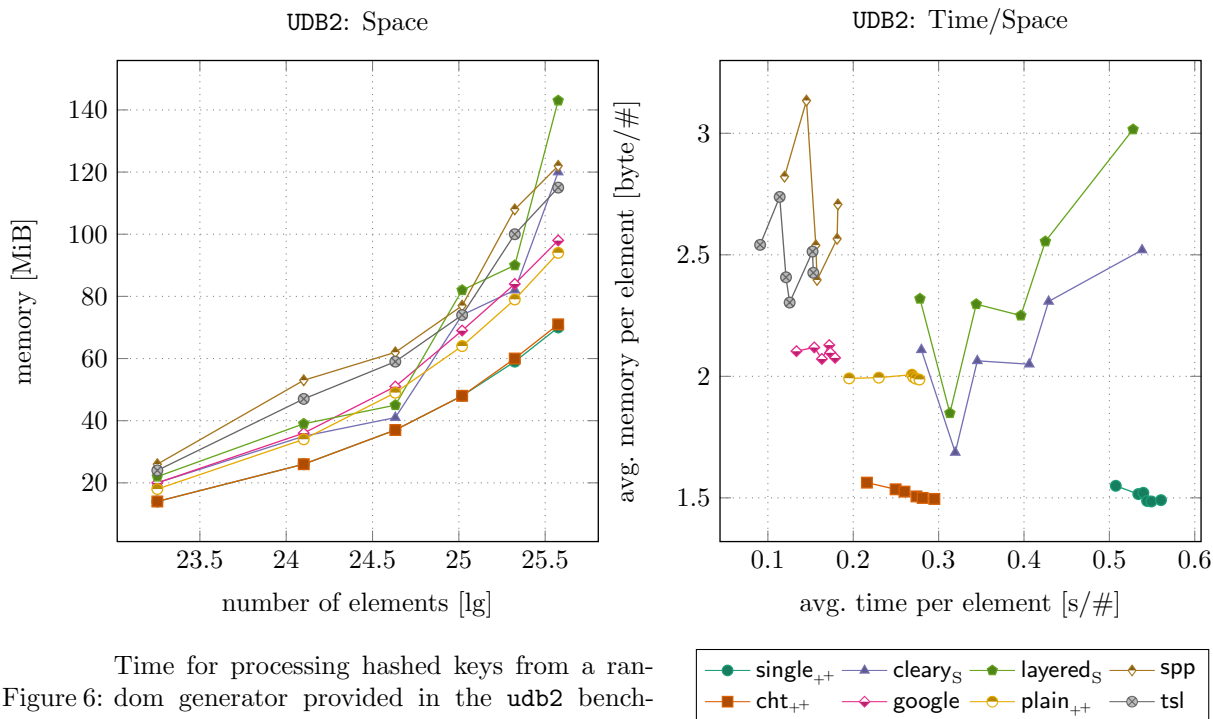 UDB2: Space
memory [MiB]
140
120
100
80
60
40
20
23.5 24 24.5 25 25.5
number of elements [lg]
UDB2: Time/Space
avg. memory per element [byte/#]
3
2.5
2
1.5
0.1 0.2 0.3 0.4 0.5 0.6
avg. time per element [s/#]
single++ clearyS layeredS spp
cht++ google plain++ tsl
Time for processing hashed keys from a ran-
Figure 6: dom generator provided in the udb2 bench-